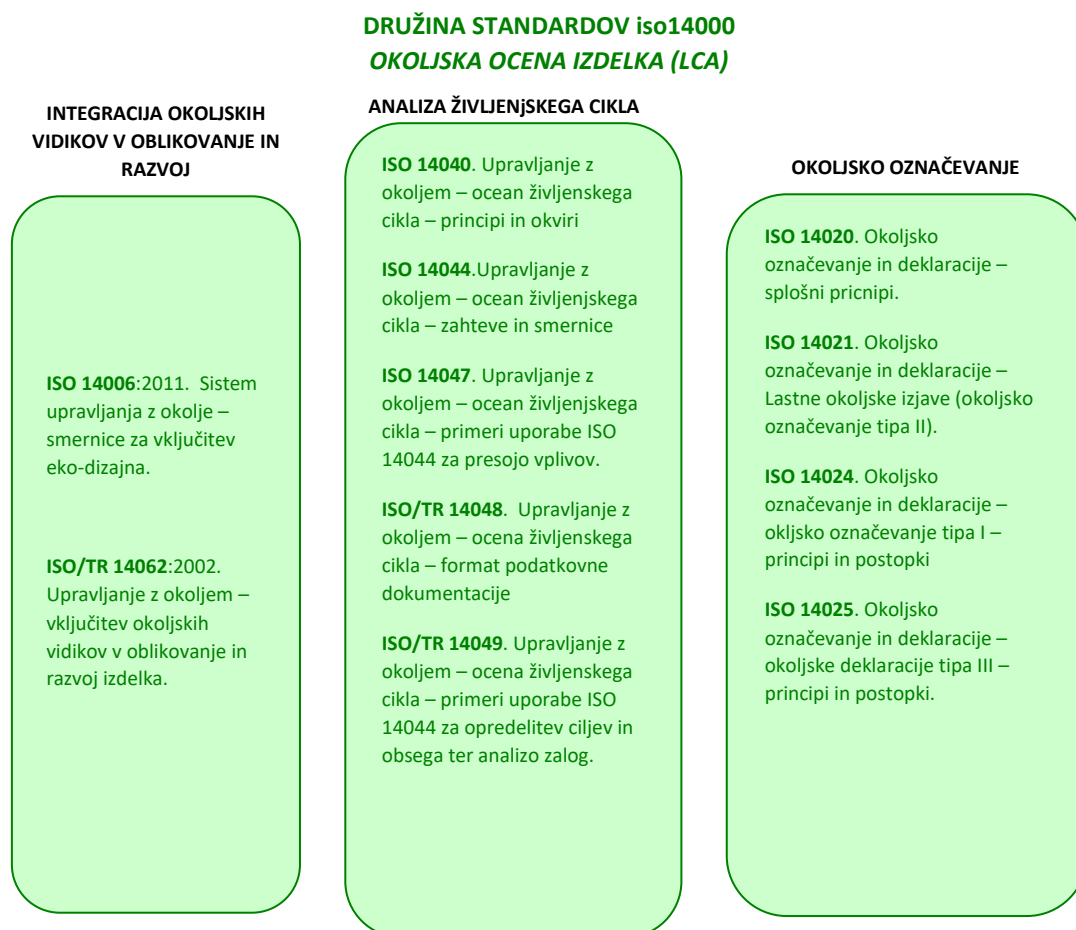 DRUŽINA STANDARDOV iso14000
OKOLJSKA OCENA IZDELKA (LCA)
INTEGRACIJA OKOLJSKIH
VIDIKOV V OBLIKOVANJE IN
RAZVOJ
ISO 14006:2011. Sistem
upravljanja z okolje –
smernice za vključitev
eko-dizajna.
ISO/TR 14062:2002.
Upravljanje z okoljem –
vključitev okoljskih
vidikov v oblikovanje in
razvoj izdelka.
ANALIZA ŽIVLJENjSKEGA CIKLA
ISO 14040. Upravljanje z
okoljem – ocean življenskega
cikla – principi in okviri
ISO 14044.Upravljanje z
okoljem – ocean življenjskega
cikla – zahteve in smernice
ISO 14047. Upravljanje z
okoljem – ocean življenjskega
cikla – primeri uporabe ISO
14044 za presojo vplivov.
ISO/TR 14048. Upravljanje z
okoljem – ocena življenskega
cikla – format podatkovne
dokumentacije
ISO/TR 14049. Upravljanje z
okoljem – ocena življenskega
cikla – primeri uporabe ISO
14044 za opredelitev ciljev in
obsega ter analizo zalog.
OKOLJSKO OZNAČEVANJE
ISO 14020. Okoljsko
označevanje in deklaracije –
splošni pricnipi.
ISO 14021. Okoljsko
označevanje in deklaracije –
Lastne okoljske izjave (okoljsko
označevanje tipa II).
ISO 14024. Okoljsko
označevanje in deklaracije –
okljsko označevanje tipa I –
principi in postopki
ISO 14025. Okoljsko
označevanje in deklaracije –
okoljske deklaracije tipa III –
principi in postopki.